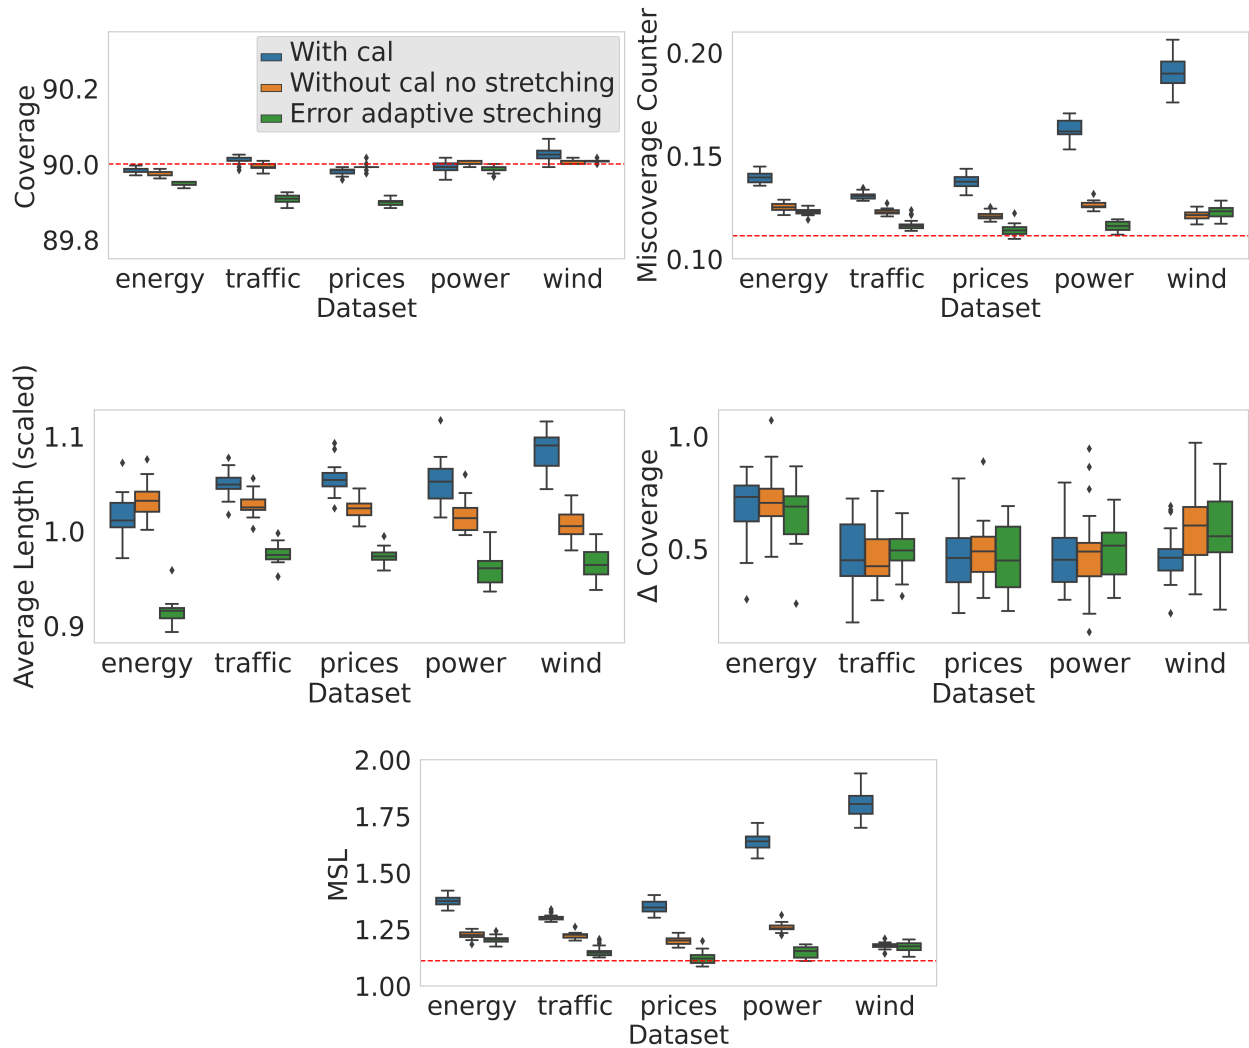 Coverage
90.2
90.0
89.8
With cal
Without cal no stretching
Error adaptive streching
energy traffic prices power wind
Dataset
Miscoverage Counter
0.20
0.15
0.10
energy traffic prices power wind
Dataset
Average Length (scaled)
1.1
1.0
0.9
energy traffic prices power wind
Dataset
Δ Coverage
1.0
0.5
energy traffic prices power wind
Dataset
MSL
2.00
1.75
1.50
1.25
1.00
energy traffic prices power wind
Dataset